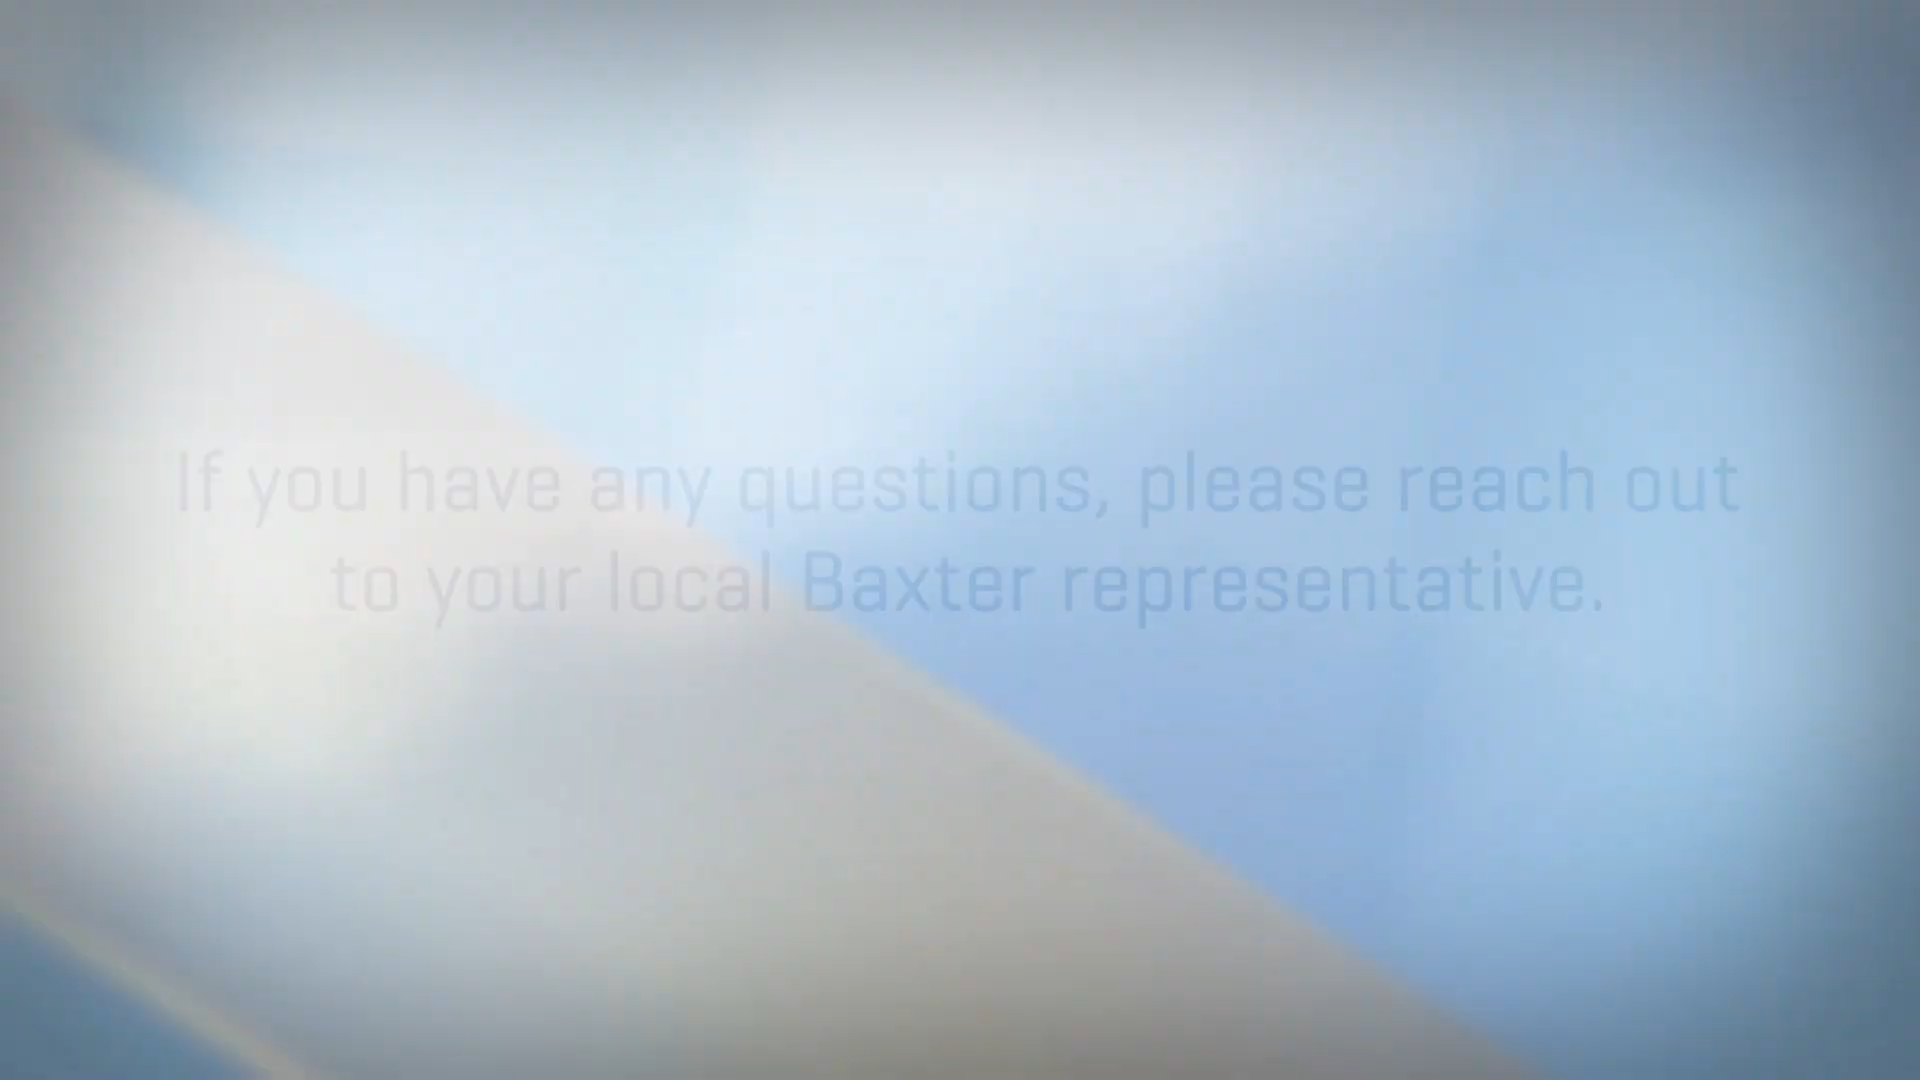 If you have any questions, please reach out
to your local Baxter representative.